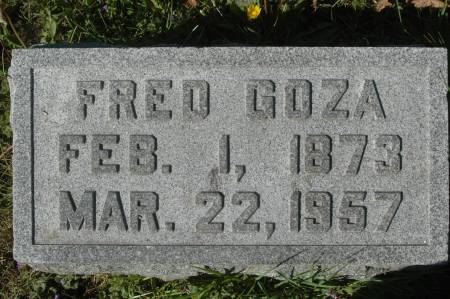 FRED GOZA
FEB. 1, 1873
MAR. 22, 1957